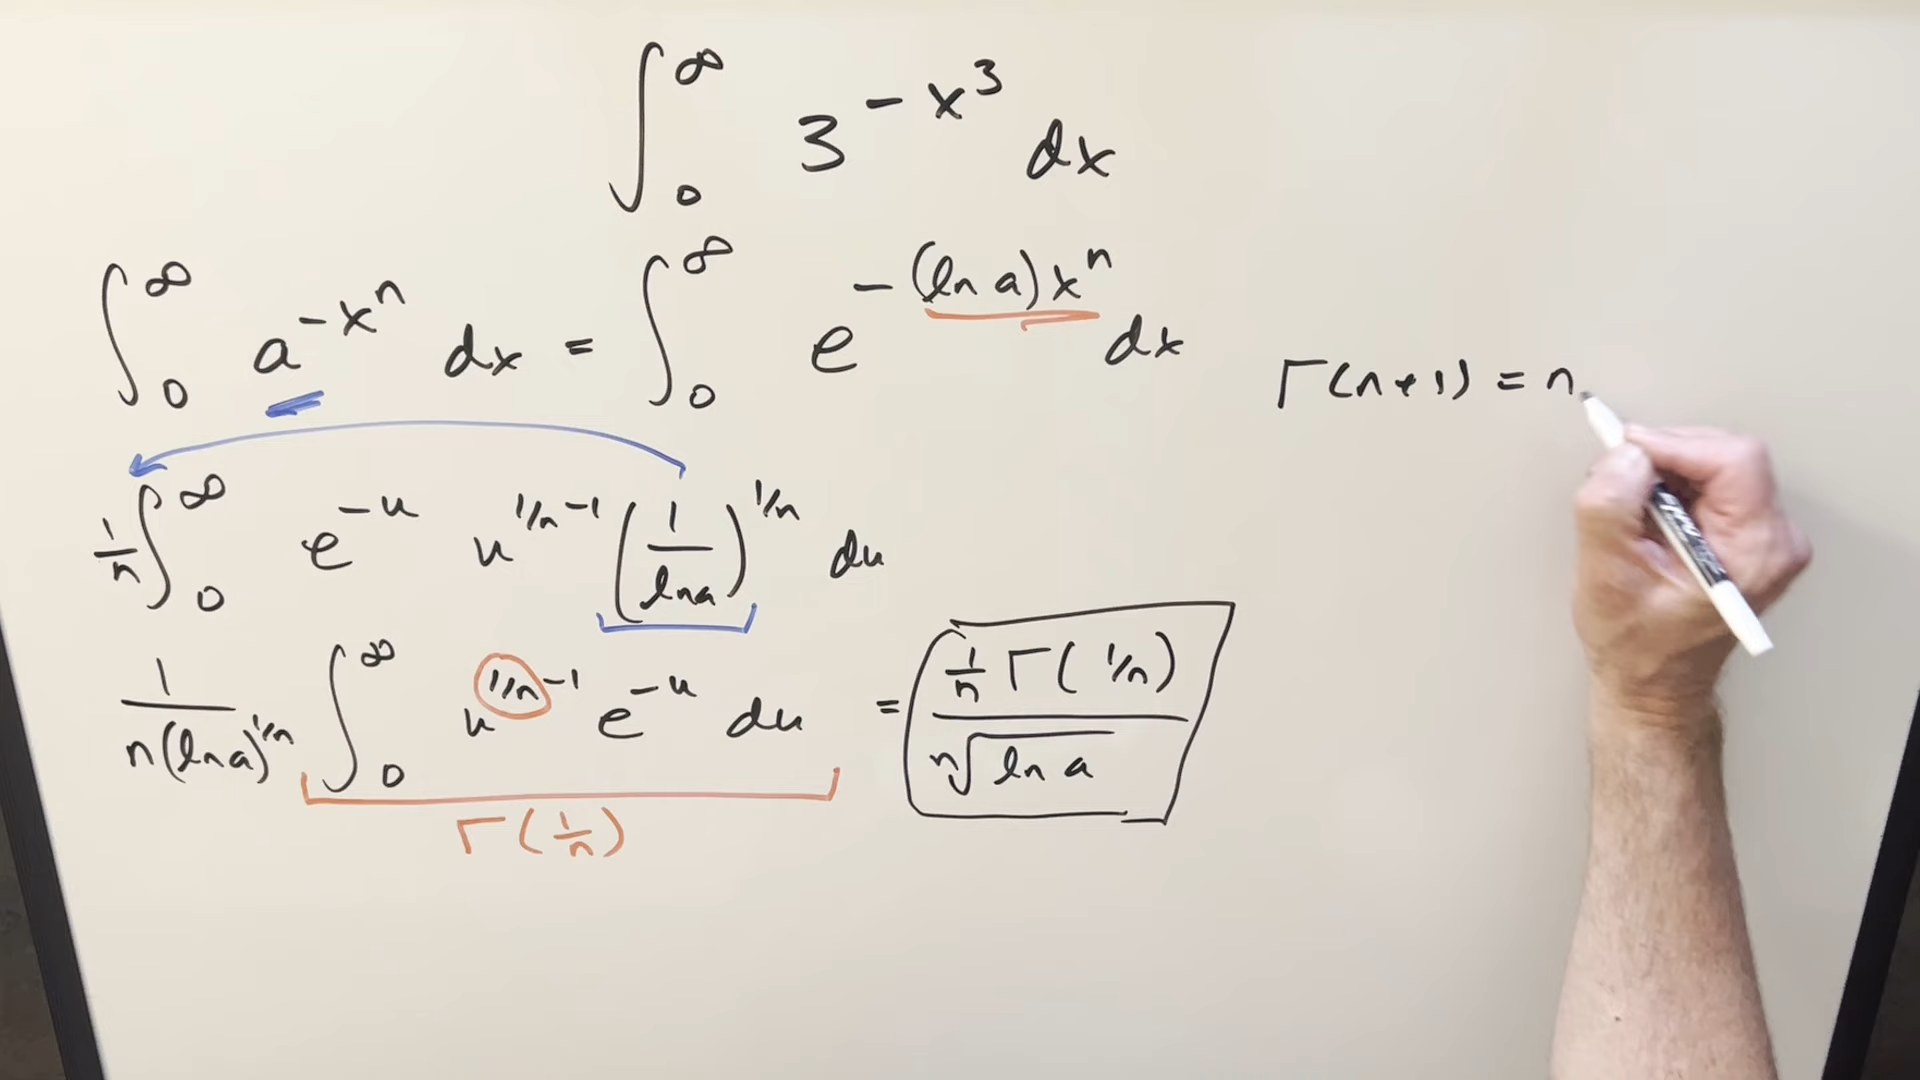 ∫₀^∞ 3^(-x³) dx
∫₀^∞ a^(-xⁿ) dx = ∫₀^∞ e^(-(ln a)xⁿ) dx
Γ(n+1) = n
1/n ∫₀^∞ e^(-u) u^(1/n -1) (1/ln a)^(1/n) du
1/(n(ln a)^(1/n)) ∫₀^∞ u^(1/n -1) e^(-u) du = (1/n Γ(1/n))/(ⁿ√(ln a))
Γ(1/n)